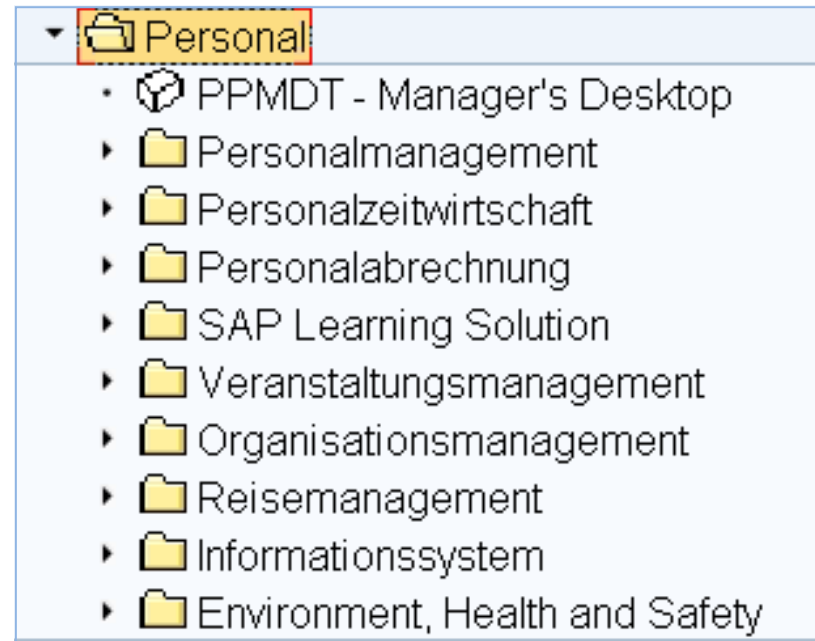 Personal
PPMDT - Manager's Desktop
Personalmanagement
Personalzeitwirtschaft
Personalabrechnung
SAP Learning Solution
Veranstaltungsmanagement
Organisationsmanagement
Reisemanagement
Informationssystem
Environment, Health and Safety